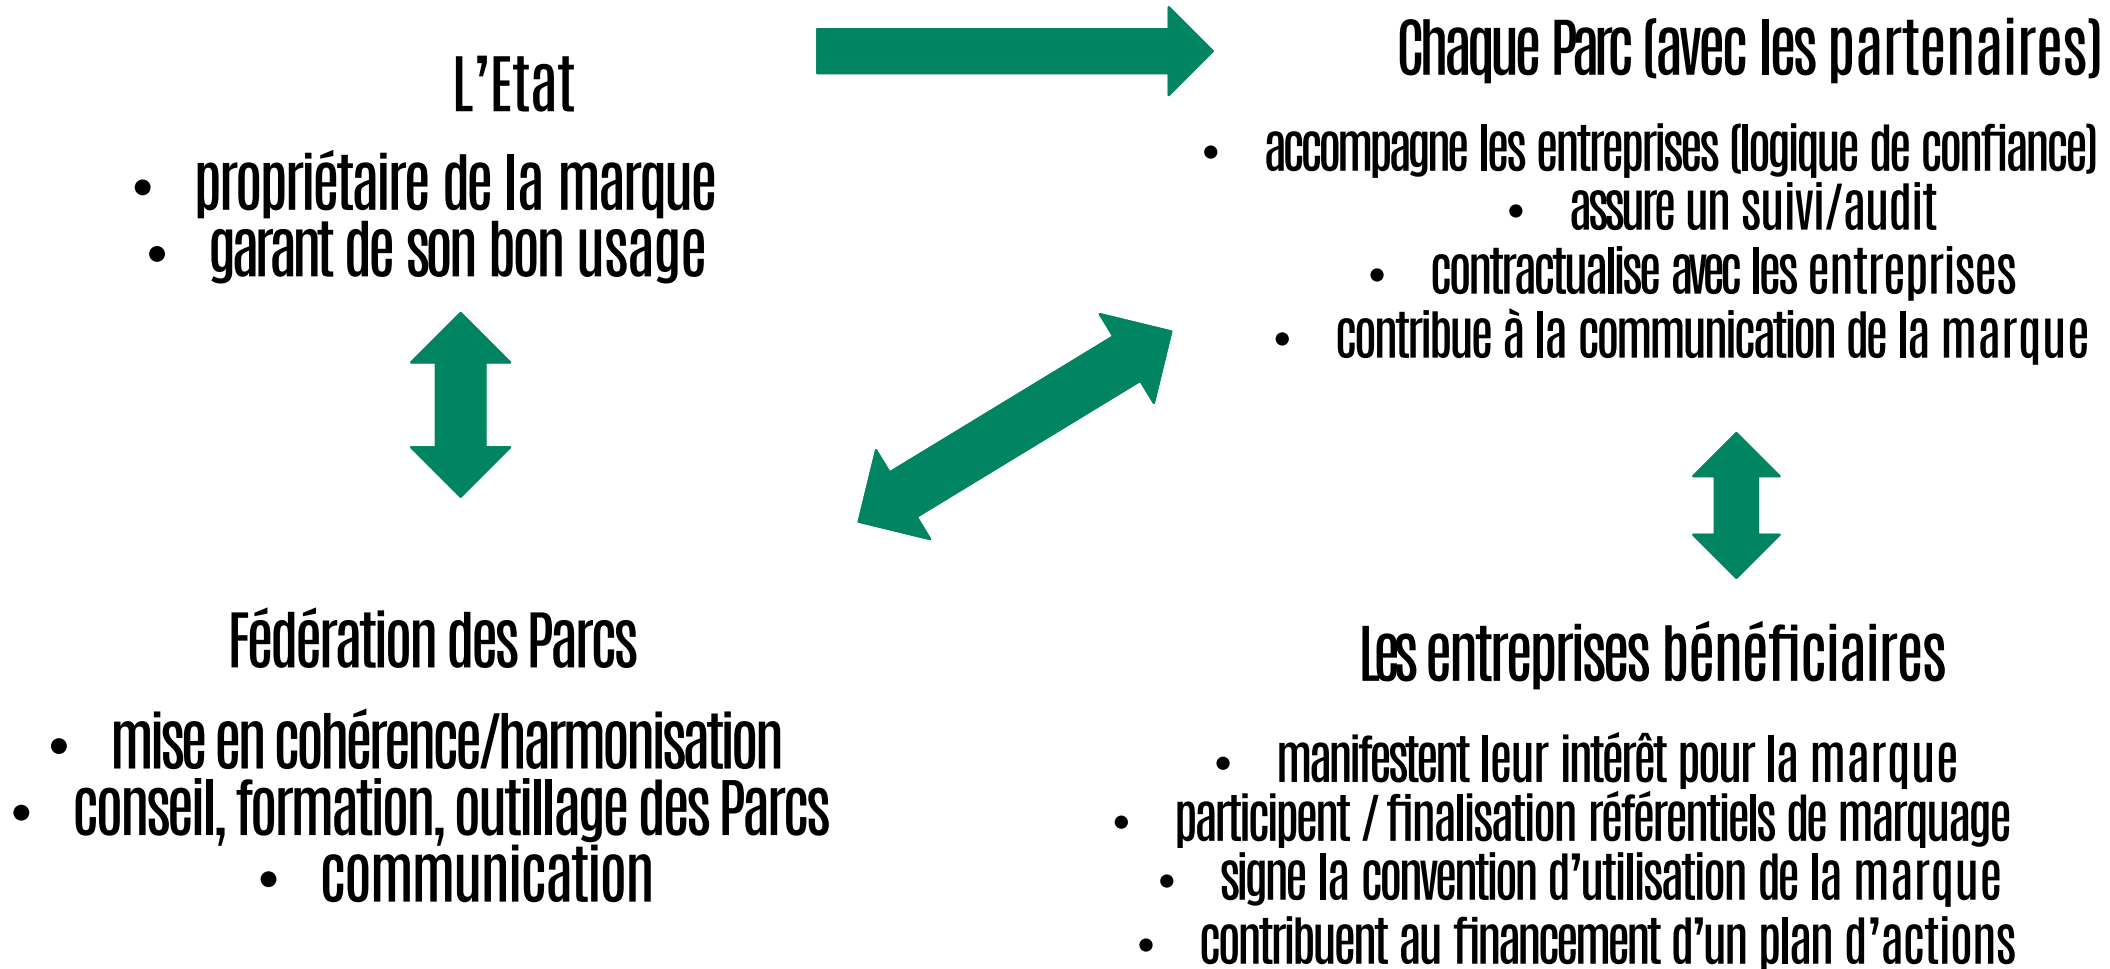 L’Etat
• propriétaire de la marque
• garant de son bon usage
Chaque Parc (avec les partenaires)
• accompagne les entreprises (logique de confiance)
• assure un suivi/audit
• contractualise avec les entreprises
• contribue à la communication de la marque
Fédération des Parcs
• mise en cohérence/harmonisation
• conseil, formation, outillage des Parcs
• communication
Les entreprises bénéficiaires
• manifestent leur intérêt pour la marque
• participent / finalisation référentiels de marquage
• signe la convention d’utilisation de la marque
• contribuent au financement d’un plan d’actions